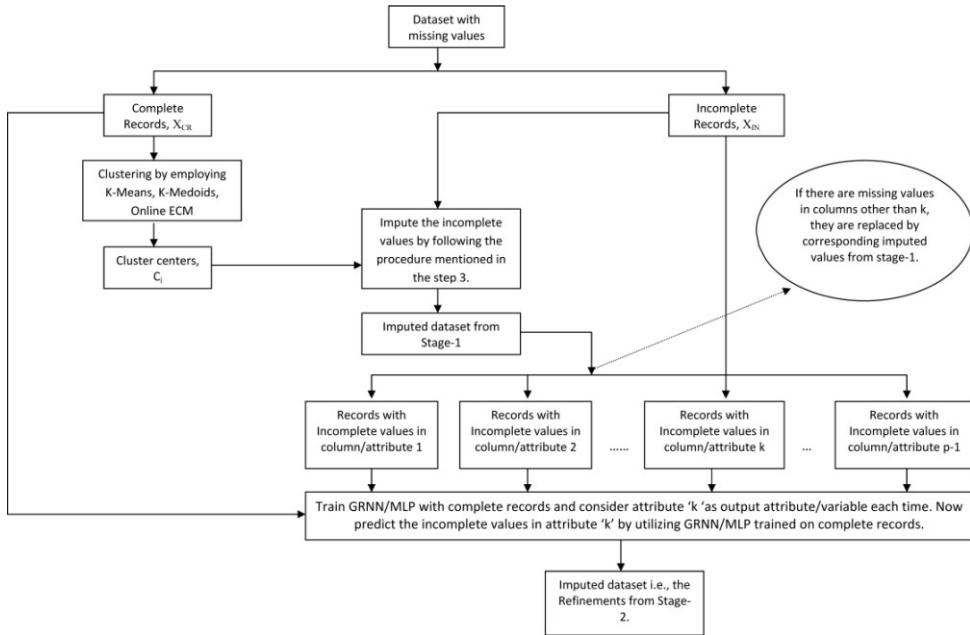 Dataset with
missing values
Complete
Records, X_CR
Incomplete
Records, X_IN
Clustering by employing
K-Means, K-Medoids,
Online ECM
If there are missing values
in columns other than k,
they are replaced by
corresponding imputed
values from stage-1.
Impute the incomplete
values by following the
procedure mentioned in
the step 3.
Cluster centers,
C_i
Imputed dataset from
Stage-1
Records with
Incomplete values in
column/attribute 1
Records with
Incomplete values in
column/attribute 2
......
Records with
Incomplete values in
column/attribute k
...
Records with
Incomplete values in
column/attribute p-1
Train GRNN/MLP with complete records and consider attribute ‘k ‘as output attribute/variable each time. Now
predict the incomplete values in attribute ‘k’ by utilizing GRNN/MLP trained on complete records.
Imputed dataset i.e., the
Refinements from Stage-
2.